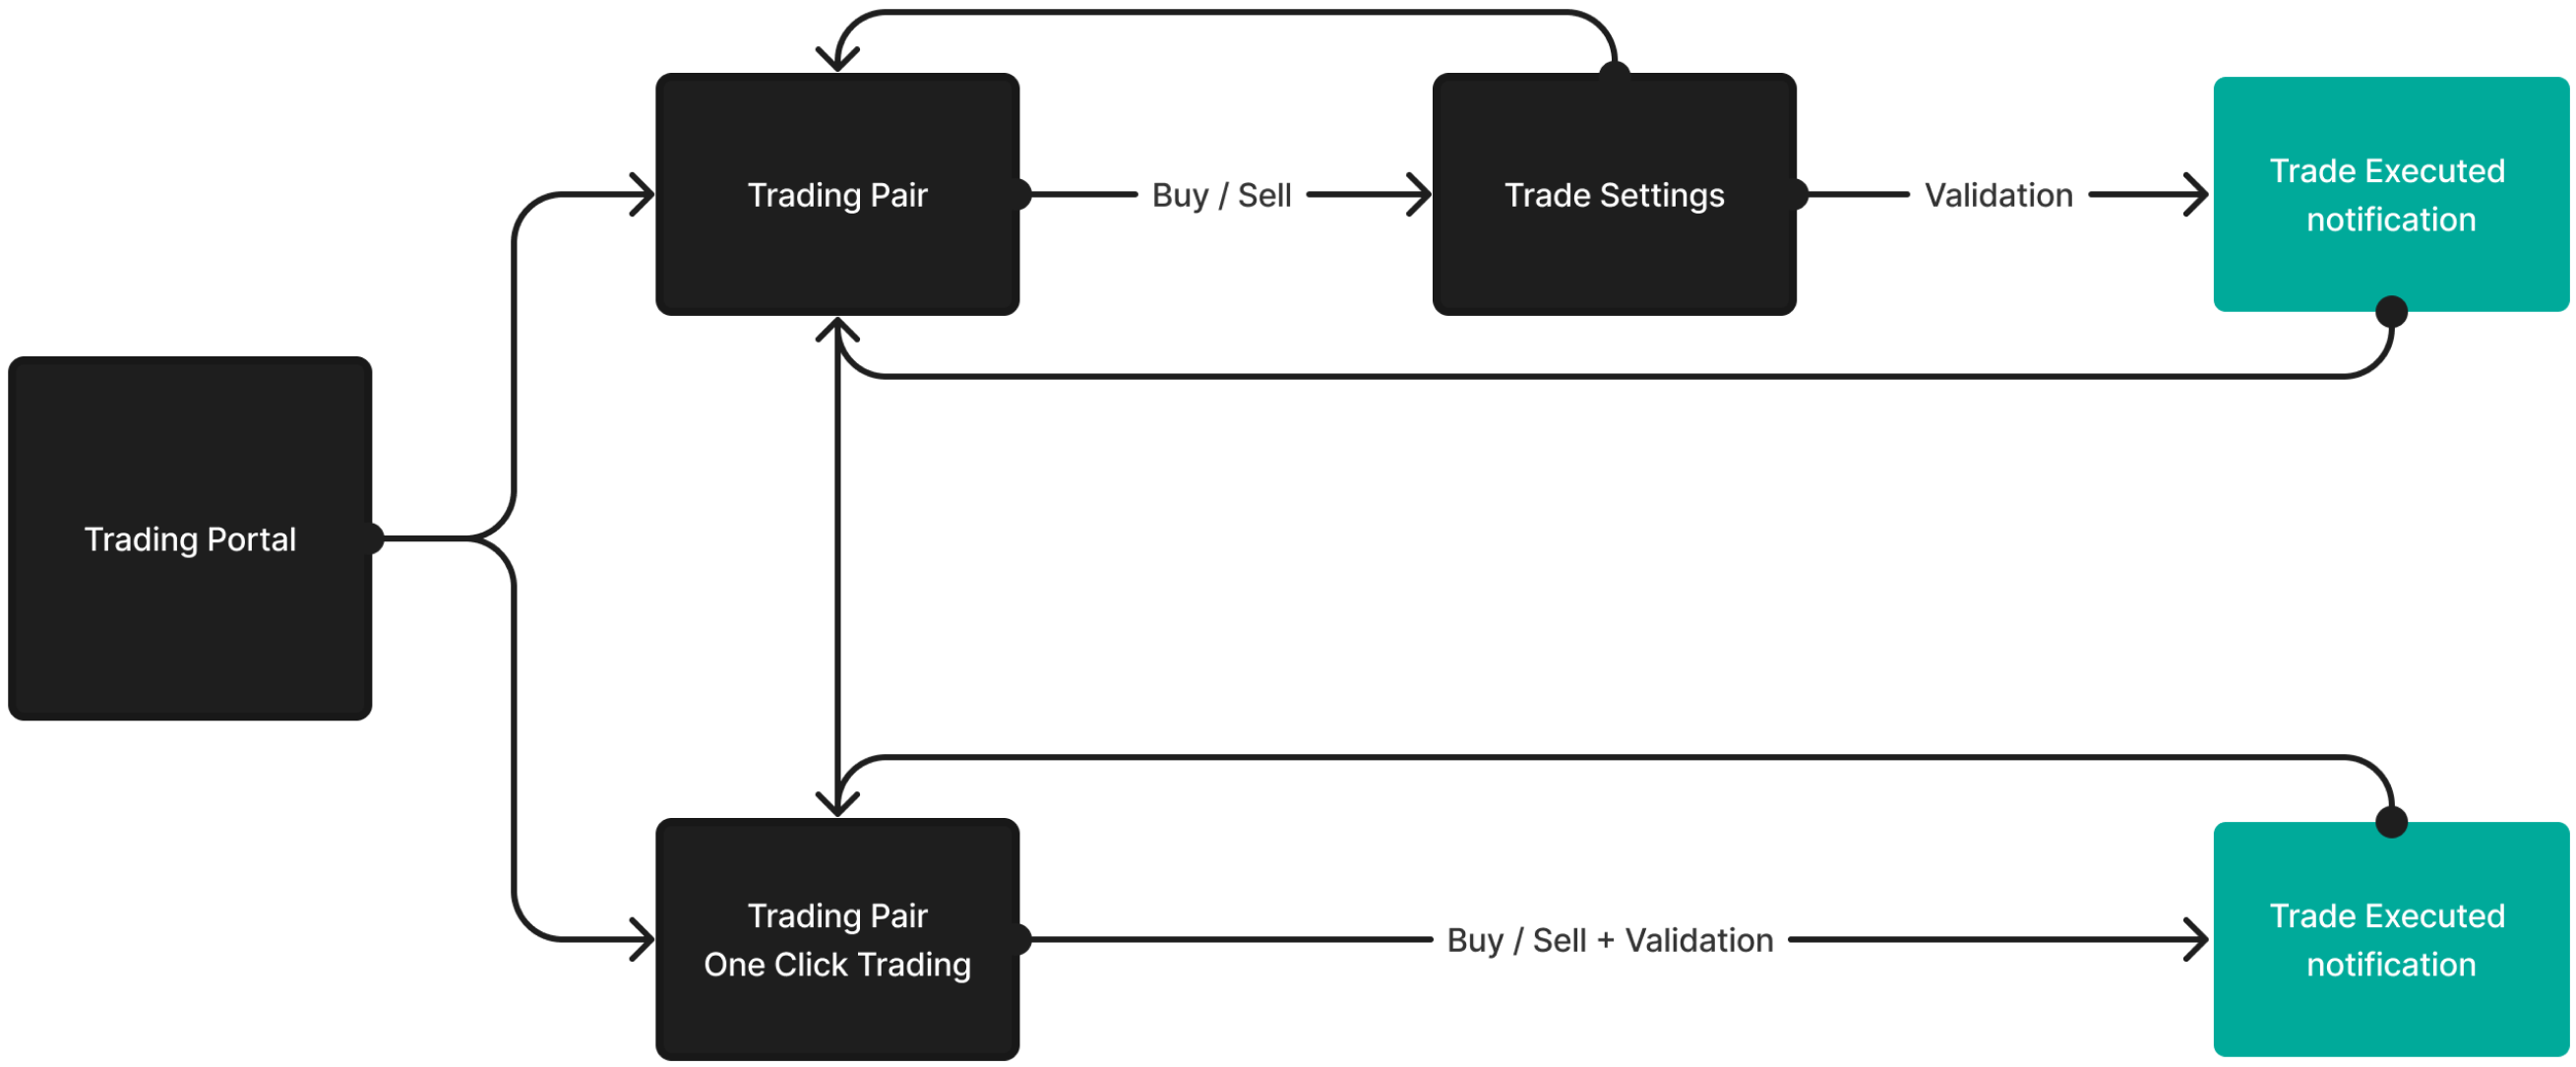 Trading Portal
Trading Pair
Buy / Sell
Trade Settings
Validation
Trade Executed
notification
Trading Pair
One Click Trading
Buy / Sell + Validation
Trade Executed
notification